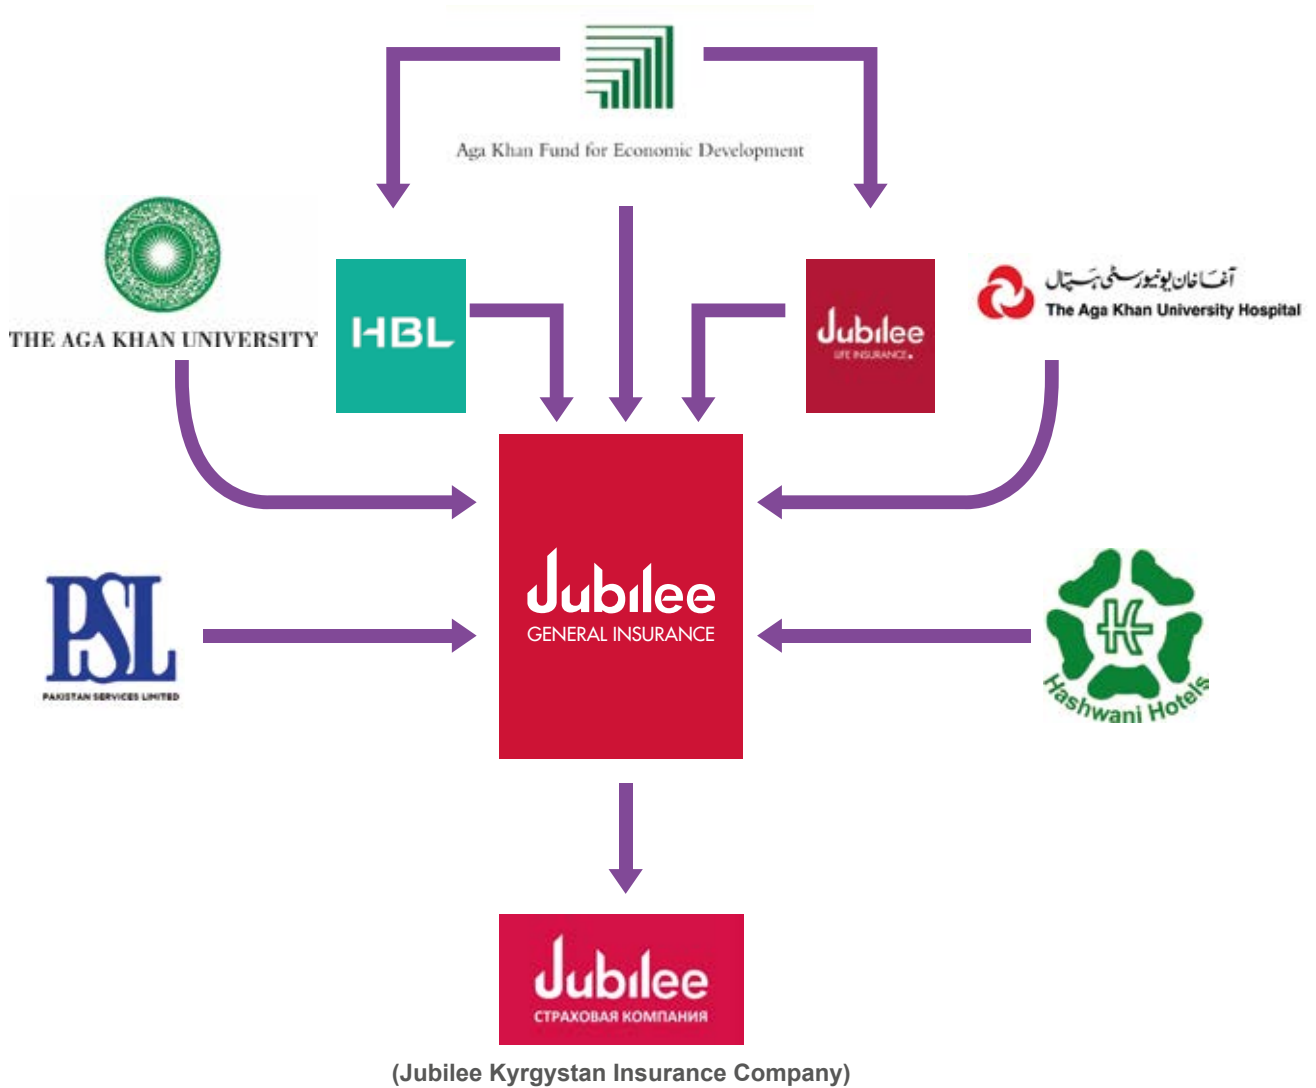 Aga Khan Fund for Economic Development
THE AGA KHAN UNIVERSITY
HBL
Jubilee
LIFE INSURANCE
آغا خان یونیورسٹی ہسپتال
The Aga Khan University Hospital
Jubilee
GENERAL INSURANCE
PSL
PAKISTAN SERVICES LIMITED
Hashwani Hotels
Jubilee
СТРАХОВАЯ КОМПАНИЯ
(Jubilee Kyrgystan Insurance Company)